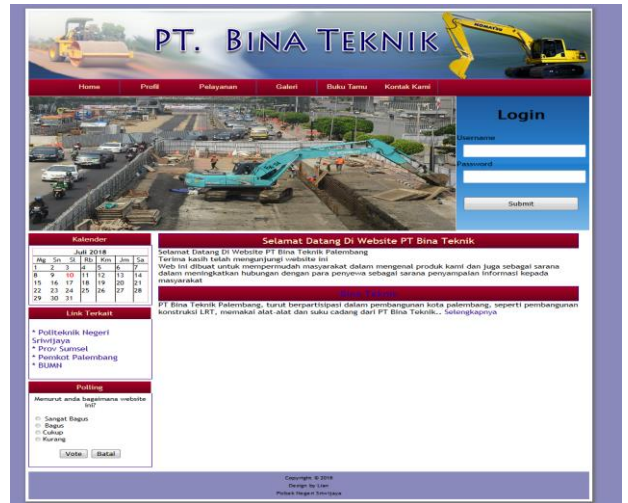 PT. BINA TEKNIK
KOMATSU
Home Profil Pelayanan Galeri Buku Tamu Kontak Kami
Login
Username
Password
Submit
Kalender
Juli 2018
Mg Sn Sl Rb Km Jm Sa
1 2 3 4 5 6 7
8 9 10 11 12 13 14
15 16 17 18 19 20 21
22 23 24 25 26 27 28
29 30 31
Link Terkait
* Politeknik Negeri
Sriwijaya
* Prov Sumsel
* Pemkot Palembang
* BUMN
Polling
Menurut anda bagaimana website
ini?
Sangat Bagus
Bagus
Cukup
Kurang
Vote Batal
Selamat Datang Di Website PT Bina Teknik
Selamat Datang Di Website PT Bina Teknik Palembang
Terima kasih telah mengunjungi website ini
Web ini dibuat untuk mempermudah masyarakat dalam mengenal produk kami dan juga sebagai sarana
dalam meningkatkan hubungan dengan para penyewa sebagai sarana penyampaian informasi kepada
masyarakat
Bina Teknik
PT Bina Teknik Palembang, turut berpartisipasi dalam pembangunan kota palembang, seperti pembangunan
konstruksi LRT, memakai alat-alat dan suku cadang dari PT Bina Teknik.. Selengkapnya
Copyright © 2018
Design by Lian
Negeri Sriwijaya